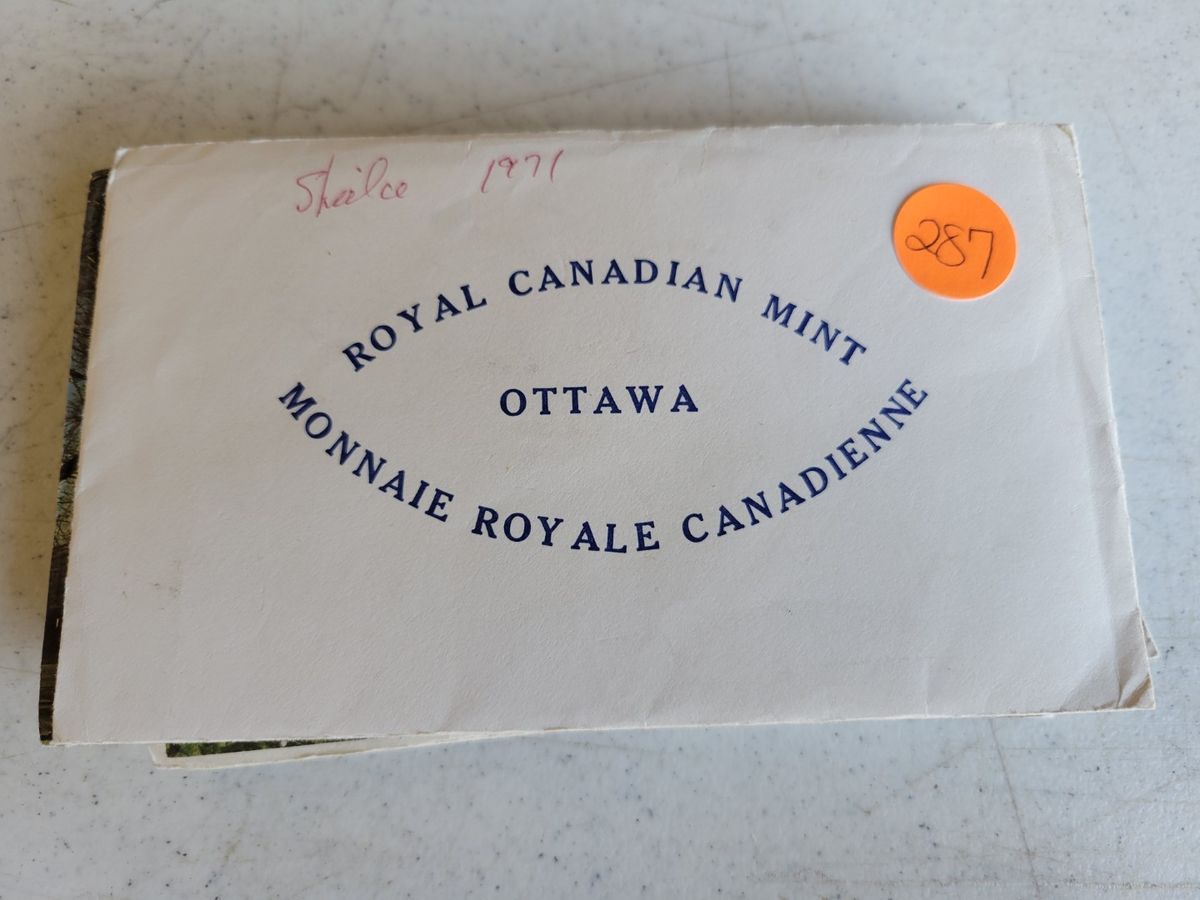 1971
287
ROYAL CANADIAN MINT
OTTAWA
MONNAIE ROYALE CANADIENNE